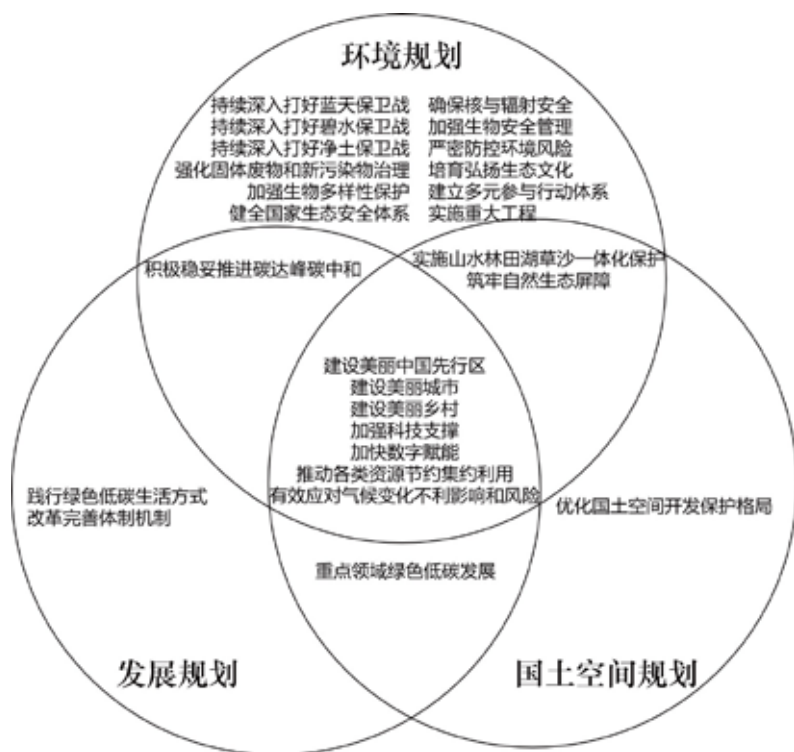 环境规划
持续深入打好蓝天保卫战 确保核与辐射安全
持续深入打好碧水保卫战 加强生物安全管理
持续深入打好净土保卫战 严密防控环境风险
强化固体废物和新污染物治理 培育弘扬生态文化
加强生物多样性保护 建立多元参与行动体系
健全国家生态安全体系 实施重大工程
积极稳妥推进碳达峰碳中和
实施山水林田湖草沙一体化保护
筑牢自然生态屏障
建设美丽中国先行区
建设美丽城市
建设美丽乡村
加强科技支撑
加快数字赋能
推动各类资源节约集约利用
有效应对气候变化不利影响和风险
践行绿色低碳生活方式
改革完善体制机制
优化国土空间开发保护格局
重点领域绿色低碳发展
发展规划
国土空间规划